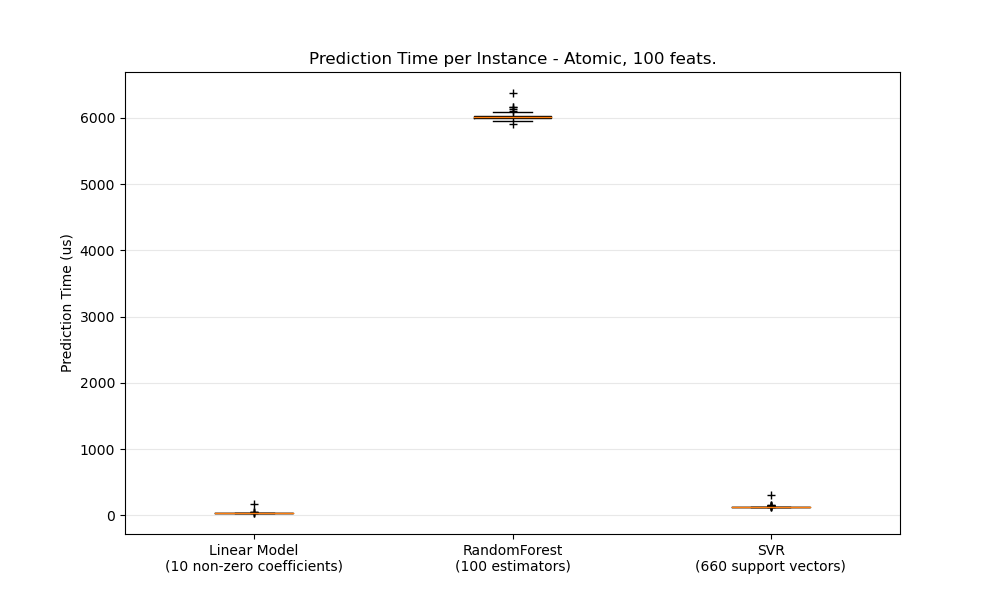 Prediction Time per Instance - Atomic, 100 feats.
Prediction Time (us)
6000
5000
4000
3000
2000
1000
0
Linear Model
(10 non-zero coefficients)
RandomForest
(100 estimators)
SVR
(660 support vectors)